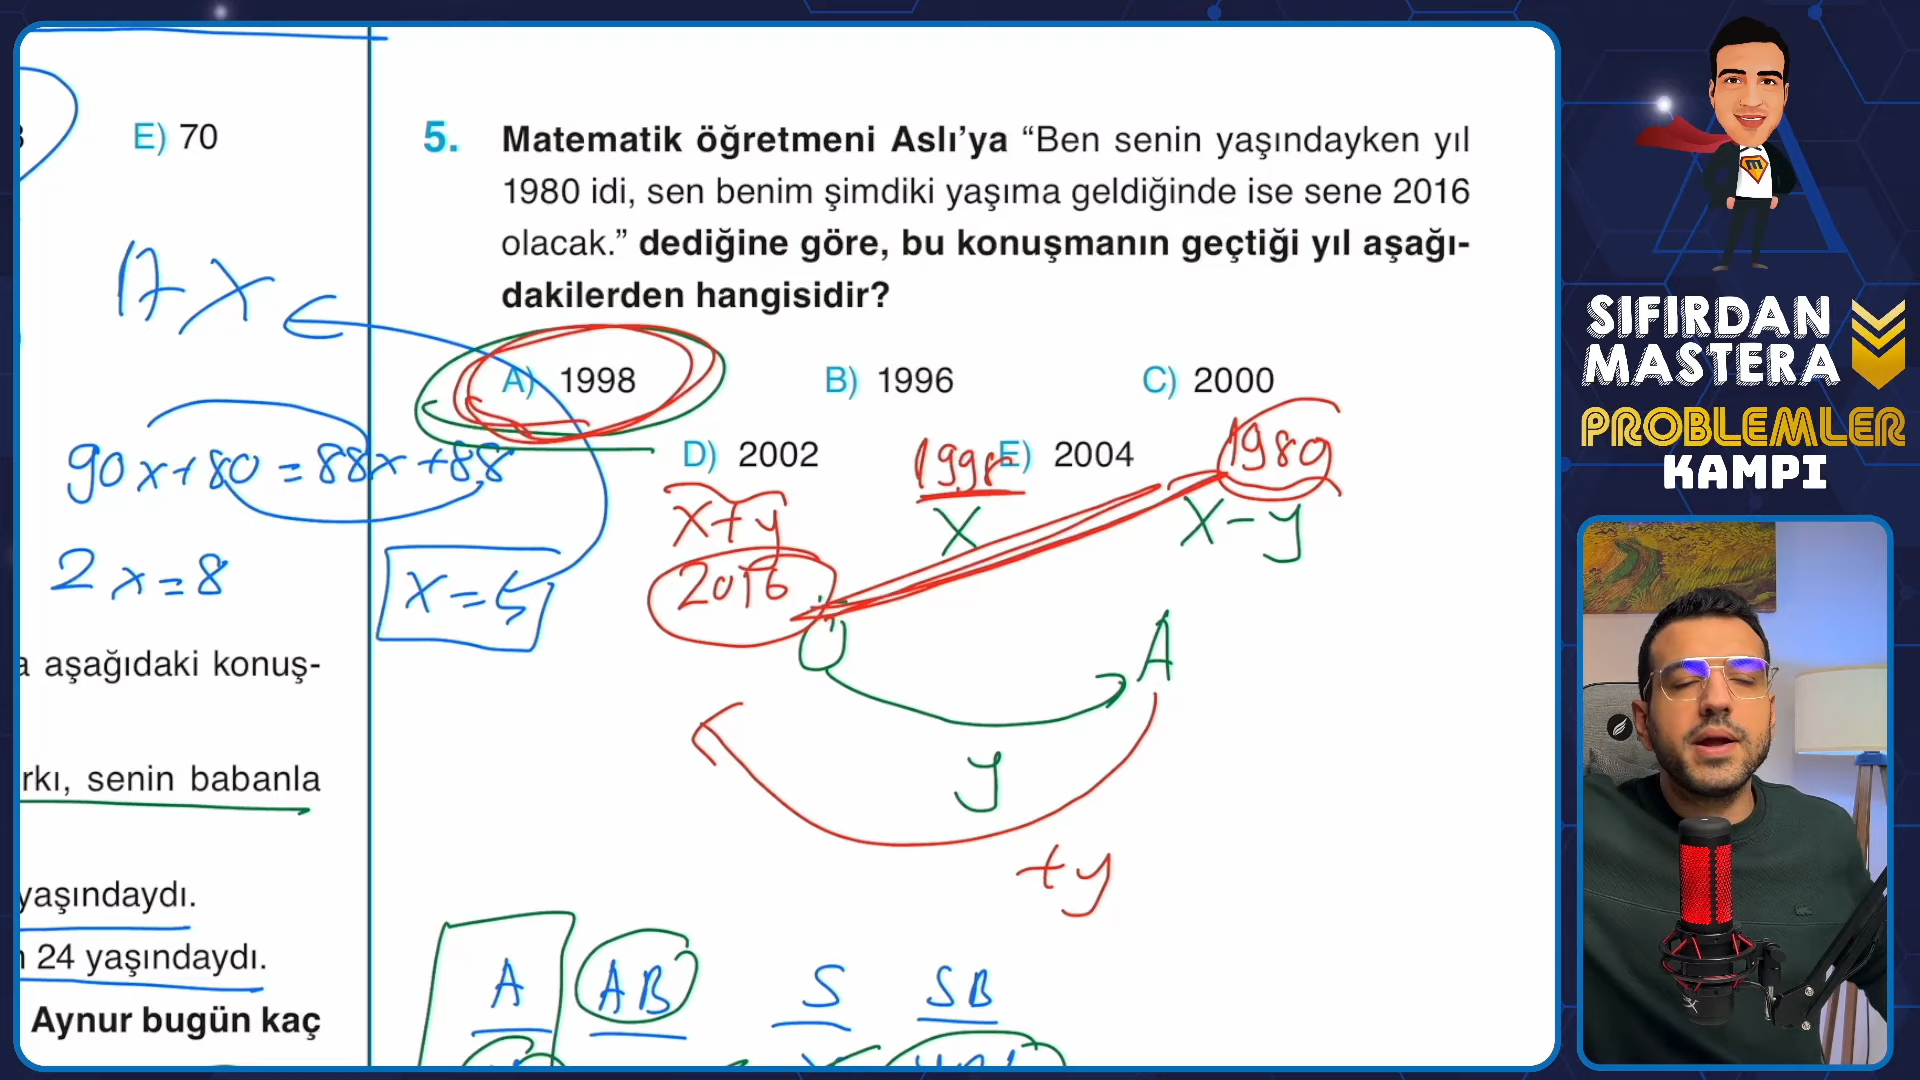 E) 70
AX
90x+80=88x+88
2x=8
x=5
a aşağıdaki konuş-
rkı, senin babanla
yaşındaydı.
24 yaşındaydı.
Aynur bugün kaç
5. Matematik öğretmeni Aslı’ya “Ben senin yaşındayken yıl
1980 idi, sen benim şimdiki yaşıma geldiğinde ise sene 2016
olacak.” dediğine göre, bu konuşmanın geçtiği yıl aşağı-
dakilerden hangisidir?
A) 1998 B) 1996 C) 2000
D) 2002 E) 2004
1998 1980
x+y x x-y
2016
Ö A
y
+y
A AB S SB
SIFIRDAN
MASTERA
PROBLEMLER
KAMPI